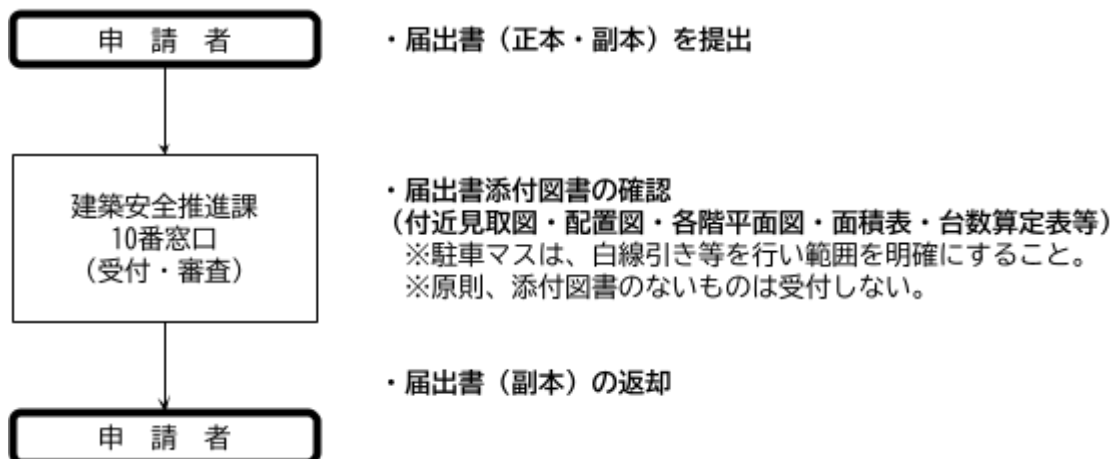 申　請　者
・届出書（正本・副本）を提出
建築安全推進課
10番窓口
（受付・審査）
・届出書添付図書の確認
（付近見取図・配置図・各階平面図・面積表・台数算定表等）
※駐車マスは、白線引き等を行い範囲を明確にすること。
※原則、添付図書のないものは受付しない。
・届出書（副本）の返却
申　請　者